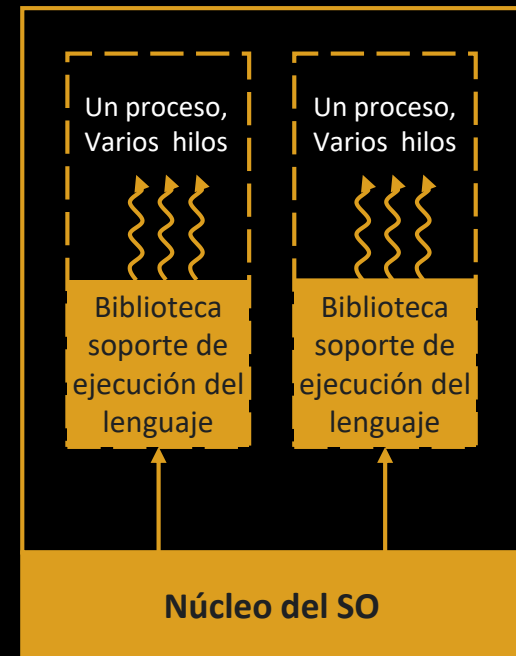 Un proceso,
Varios hilos
Un proceso,
Varios hilos
Biblioteca
soporte de
ejecución del
lenguaje
Biblioteca
soporte de
ejecución del
lenguaje
Núcleo del SO